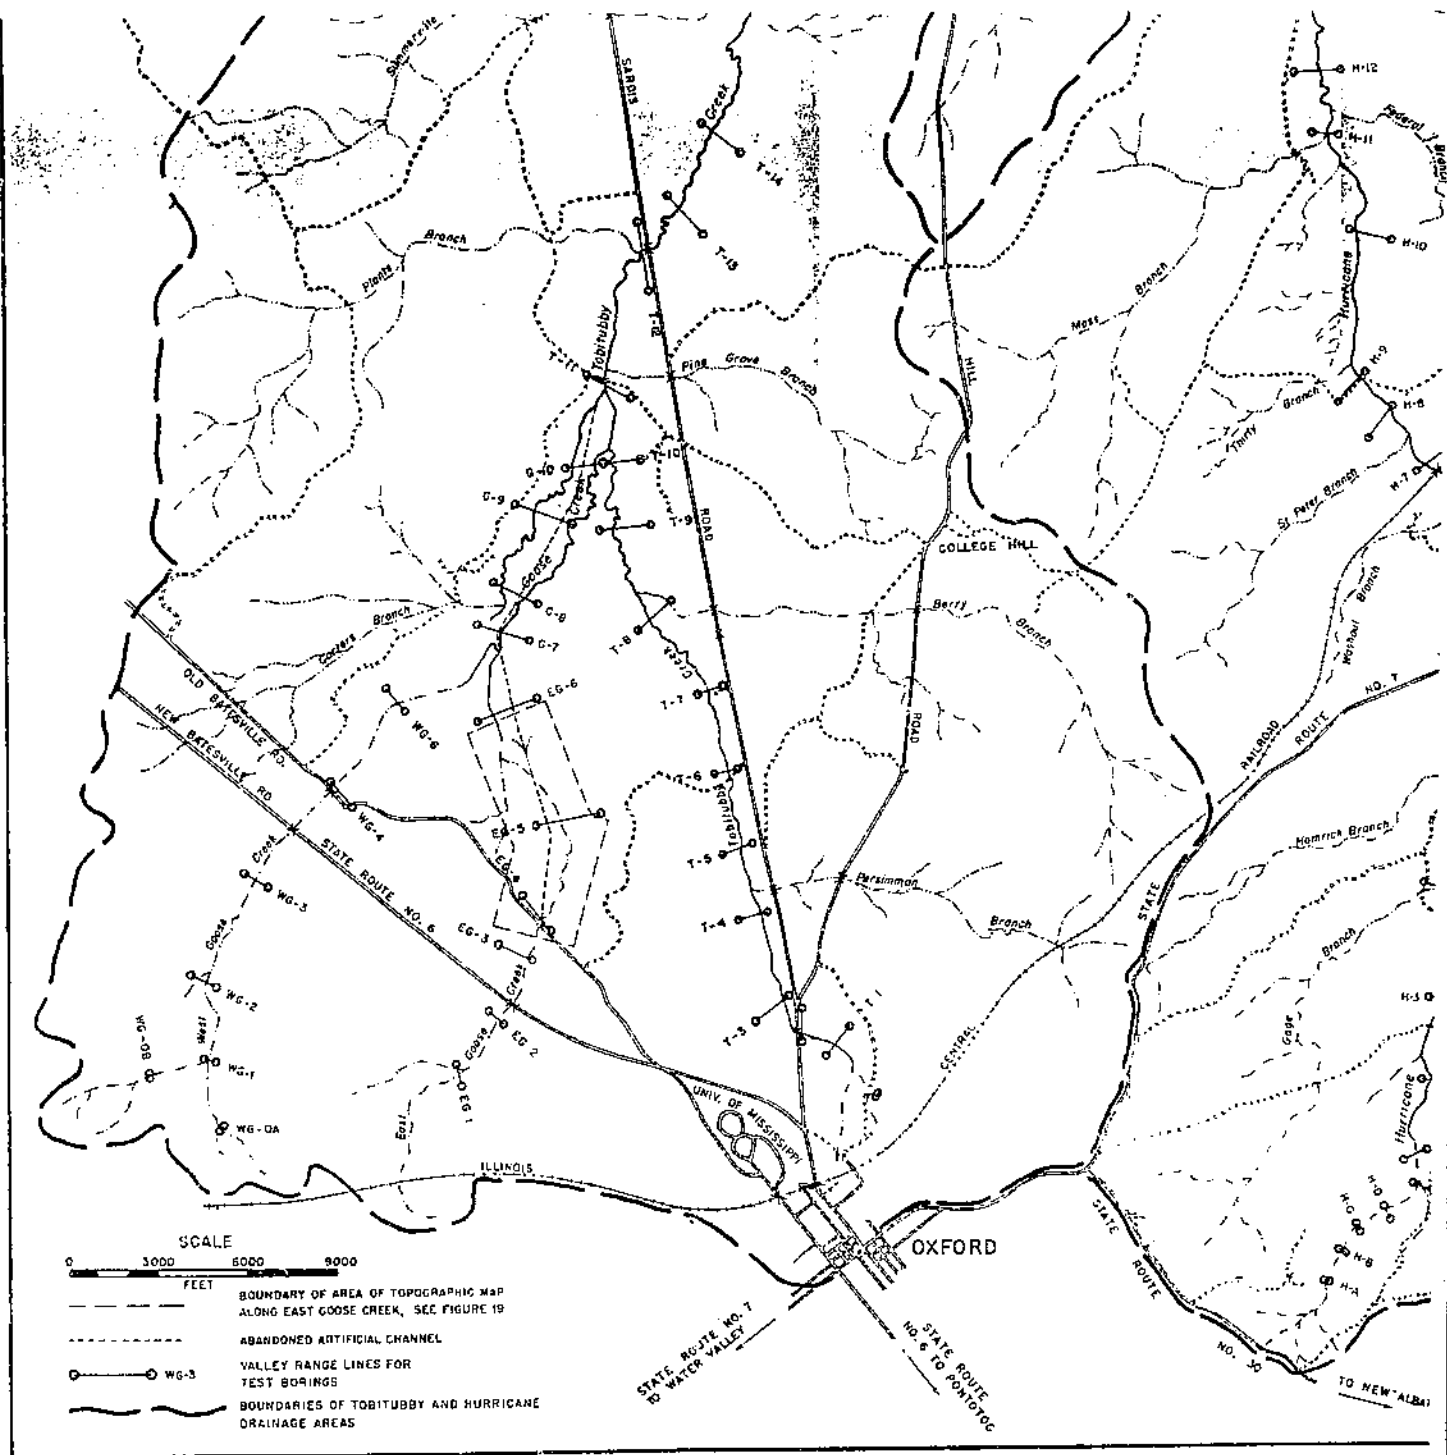 Summerville
SARDIS
Creek
T-14
T-13
H-12
H-11
Federal
Branch
H-10
Branch
Plants
Tobitubby
T-12
T-11
Pine Grove
Branch
HILL
Moss
Branch
Hurricane
H-9
Branch
Thirty
H-8
H-7
St Peter Branch
G-10
T-10
G-9
Creek
T-9
ROAD
Goose
COLLEGE HILL
G-8
G-7
T-8
Creek
Berry
Branch
Washout Branch
Branch
OLD BATESVILLE RD.
NEW BATESVILLE RD
EG-6
WG-6
T-7
ROAD
RAILROAD
STATE ROUTE NO. 7
T-6
Tobitubby
WG-4
EG-5
T-5
EG-4
STATE ROUTE NO. 6
Creek
WG-3
Goose
Persimmon
Branch
Hamrick Branch
T-4
EG-3
Creek
WG-2
West
WG-0B
WG-1
EG 2
Goose
EG 1
East
WG-0A
T-3
T-1
CENTRAL
Gage
Branch
H-3
Hurricane
UNIV. OF MISSISSIPPI
ILLINOIS
H-D
H-C
H-B
H-A
OXFORD
STATE ROUTE NO. 30
TO NEW ALBA
STATE ROUTE NO. 7
TO WATER VALLEY
STATE ROUTE
NO. 6 TO PONTOTOC
SCALE
0 3000 6000 9000
FEET
BOUNDARY OF AREA OF TOPOGRAPHIC MAP
ALONG EAST GOOSE CREEK, SEE FIGURE 19
ABANDONED ARTIFICIAL CHANNEL
WG-3
VALLEY RANGE LINES FOR
TEST BORINGS
BOUNDARIES OF TOBITUBBY AND HURRICANE
DRAINAGE AREAS